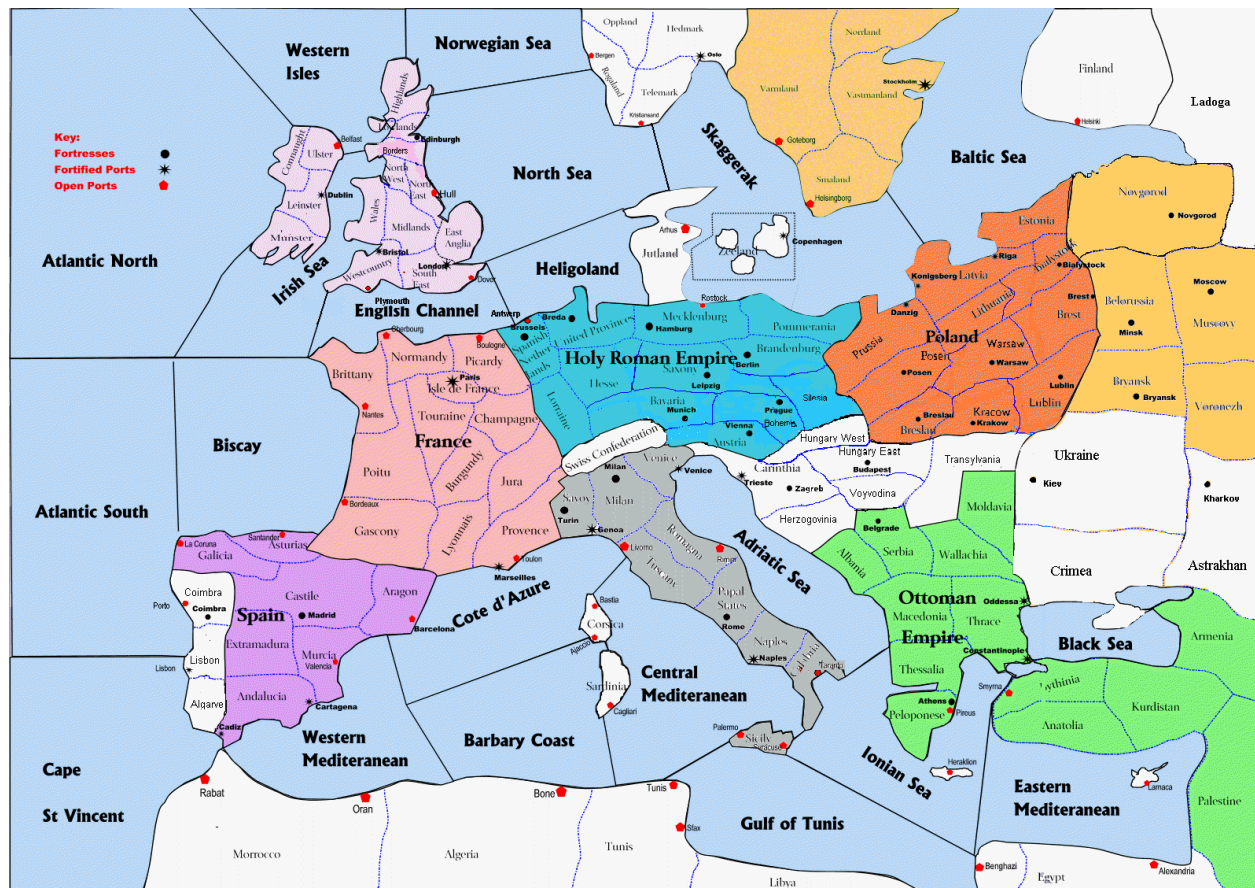 Western
Isles
Norwegian Sea
Oppland
Hedmark
Bergen
Oslo
Rogaland
Telemark
Kristiansand
Norrland
Stockholm
Varmland
Vastmanland
Goteborg
Smaland
Helsingborg
Finland
Helsinki
Ladoga
Key:
Fortresses
Fortified Ports
Open Ports
Highlands
Lowlands
Edinburgh
Borders
Belfast
Connaught
Ulster
Dublin
Leinster
Munster
North
West
North
East
Hull
Wales
Midlands
East
Anglia
Bristol
London
Westcountry
South
East
Dover
Plymouth
North Sea
Skaggerak
Baltic Sea
Atlantic North
Irish Sea
English Channel
Heligoland
Arhus
Jutland
Zeeland
Copenhagen
Estonia
Novgorod
Novgorod
Riga
Latvia
Bialystock
Bialystock
Konigsberg
Danzig
Lithuania
Brest
Brest
Prussia
Poland
Posen
Posen
Warsaw
Warsaw
Lublin
Lublin
Breslau
Breslau
Kracow
Krakow
Belorussia
Minsk
Moscow
Muscovy
Bryansk
Bryansk
Voronezh
Antwerp
Brussels
Breda
Spanish
Nether
lands
United Provinces
Rostock
Mecklenburg
Hamburg
Pommerania
Brandenburg
Berlin
Holy Roman Empire
Saxony
Leipzig
Hesse
Lorraine
Bavaria
Munich
Prague
Bohemia
Silesia
Vienna
Austria
Cherbourg
Boulogne
Normandy
Picardy
Paris
Isle de France
Brittany
Nantes
Touraine
Champagne
France
Poitu
Burgundy
Jura
Bordeaux
Gascony
Lyonnais
Provence
Toulon
Marseilles
Biscay
Atlantic South
Swiss Confederation
Venice
Venice
Milan
Milan
Savoy
Turin
Genoa
Livorno
Romagna
Rimini
Tuscany
Papal
States
Rome
Naples
Naples
Calabria
Taranto
Palermo
Sicily
Syracuse
Carinthia
Trieste
Zagreb
Herzogovinia
Hungary West
Hungary East
Budapest
Voyvodina
Transylvania
Ukraine
Kiev
Kharkov
Crimea
Astrakhan
Belgrade
Moldavia
Albania
Serbia
Wallachia
Ottoman
Empire
Oddessa
Macedonia
Thrace
Constantinople
Thessalia
Athens
Pirous
Peloponese
Heraklion
Smyrna
Bythinia
Anatolia
Kurdistan
Armenia
Palestine
Larnaca
Adriatic Sea
Black Sea
Ionian Sea
Eastern
Mediteranean
Cote d'Azure
Bastia
Corsica
Ajaccio
Sardinia
Cagliari
Central
Mediteranean
La Coruna
Santander
Galicia
Asturias
Coimbra
Coimbra
Porto
Castile
Madrid
Spain
Aragon
Barcelona
Extramadura
Murcia
Valencia
Lisbon
Lisbon
Andalucia
Algarve
Cadiz
Cartagena
Western
Mediteranean
Barbary Coast
Cape
St Vincent
Rabat
Oran
Bone
Tunis
Sfax
Gulf of Tunis
Morrocco
Algeria
Tunis
Libya
Benghazi
Egypt
Alexandria